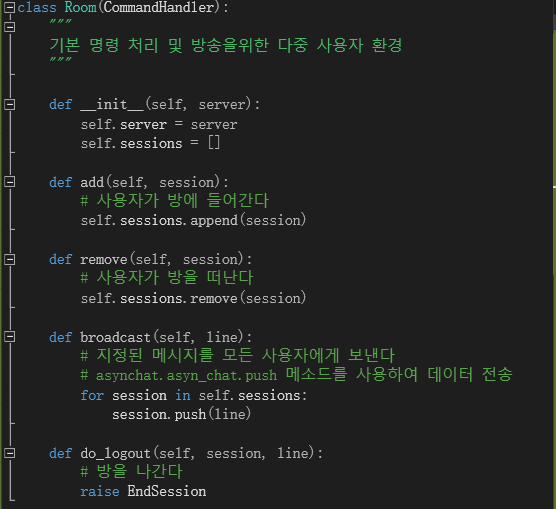 class Room(CommandHandler):
    """
    기본 명령 처리 및 방송을위한 다중 사용자 환경
    """
    def __init__(self, server):
        self.server = server
        self.sessions = []
    def add(self, session):
        # 사용자가 방에 들어간다
        self.sessions.append(session)
    def remove(self, session):
        # 사용자가 방을 떠난다
        self.sessions.remove(session)
    def broadcast(self, line):
        # 지정된 메시지를 모든 사용자에게 보낸다
        # asynchat.asyn_chat.push 메소드를 사용하여 데이터 전송
        for session in self.sessions:
            session.push(line)
    def do_logout(self, session, line):
        # 방을 나간다
        raise EndSession